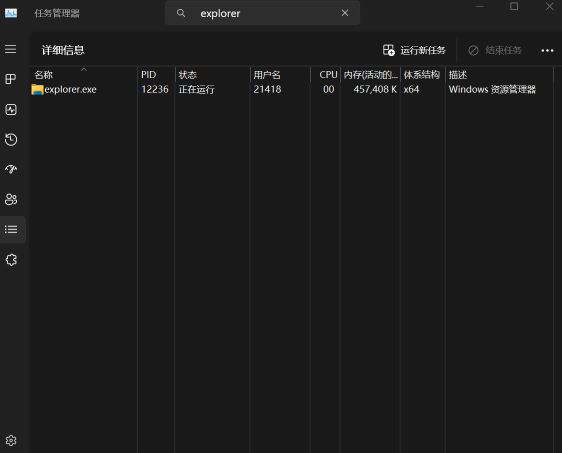 任务管理器
explorer
详细信息
运行新任务
结束任务
名称 PID 状态 用户名 CPU 内存(活动的... 体系结构 描述
explorer.exe 12236 正在运行 21418 00 457,408 K x64 Windows 资源管理器